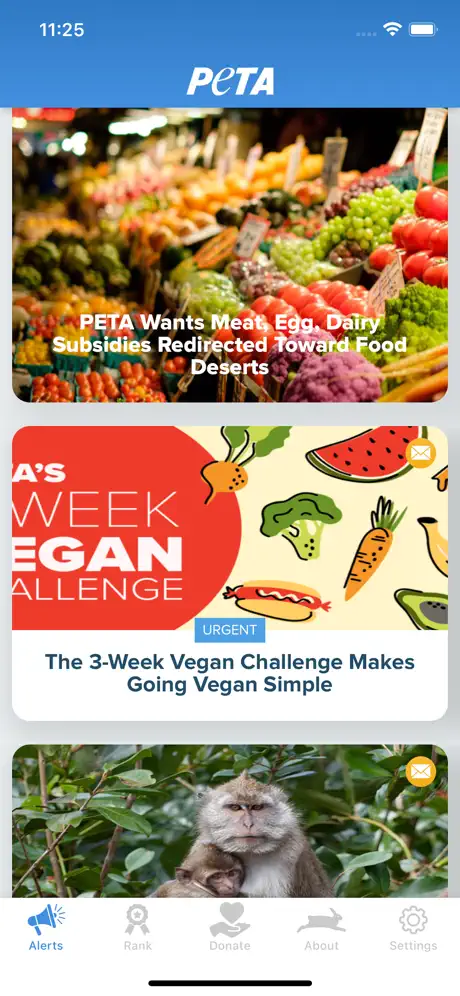 11:25
PeTA
PETA Wants Meat, Egg, Dairy
Subsidies Redirected Toward Food
Deserts
A'S
WEEK
EGAN
ALLENGE
URGENT
The 3-Week Vegan Challenge Makes
Going Vegan Simple
Alerts
Rank
Donate
About
Settings